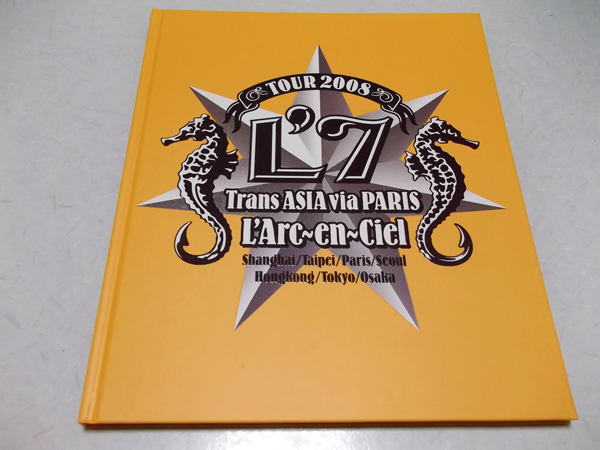 TOUR 2008
L'7
Trans ASIA via PARIS
L'Arc~en~Ciel
Shanghai/Taipei/Paris/Seoul
Hongkong/Tokyo/Osaka